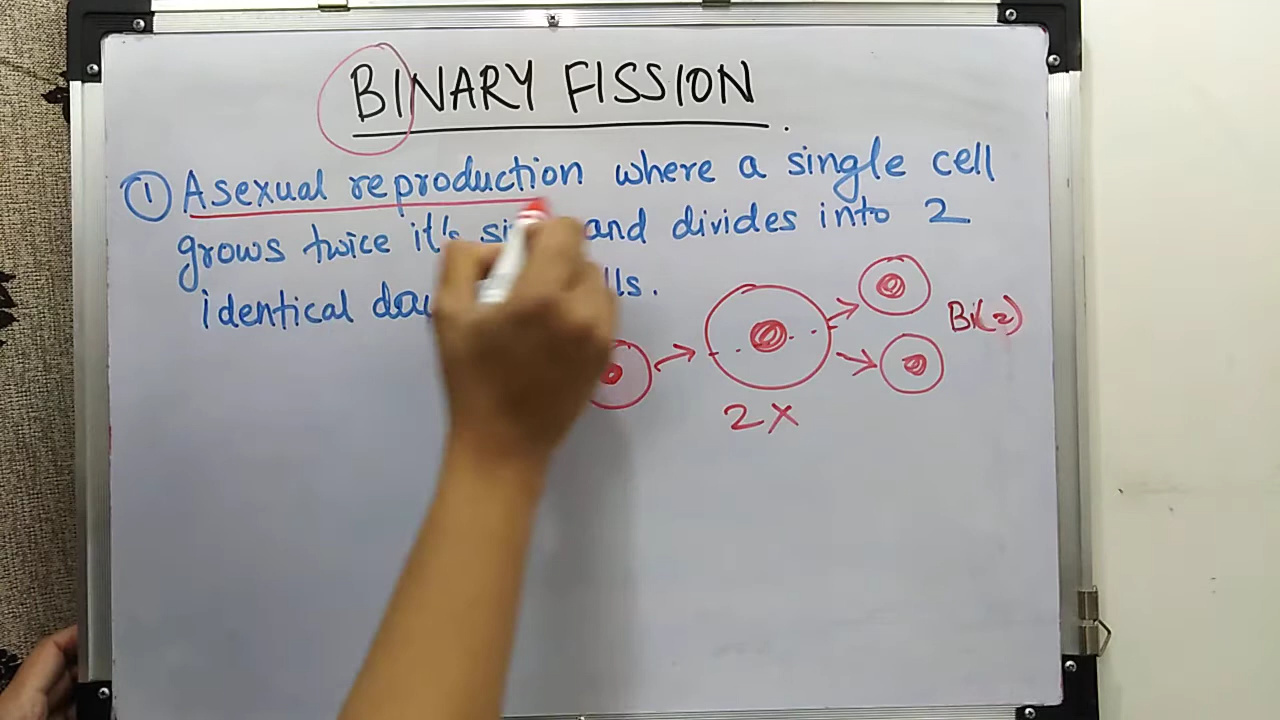 BINARY FISSION
① Asexual reproduction where a single cell
grows twice it's and divides into 2
identical
Bi(2)
2X